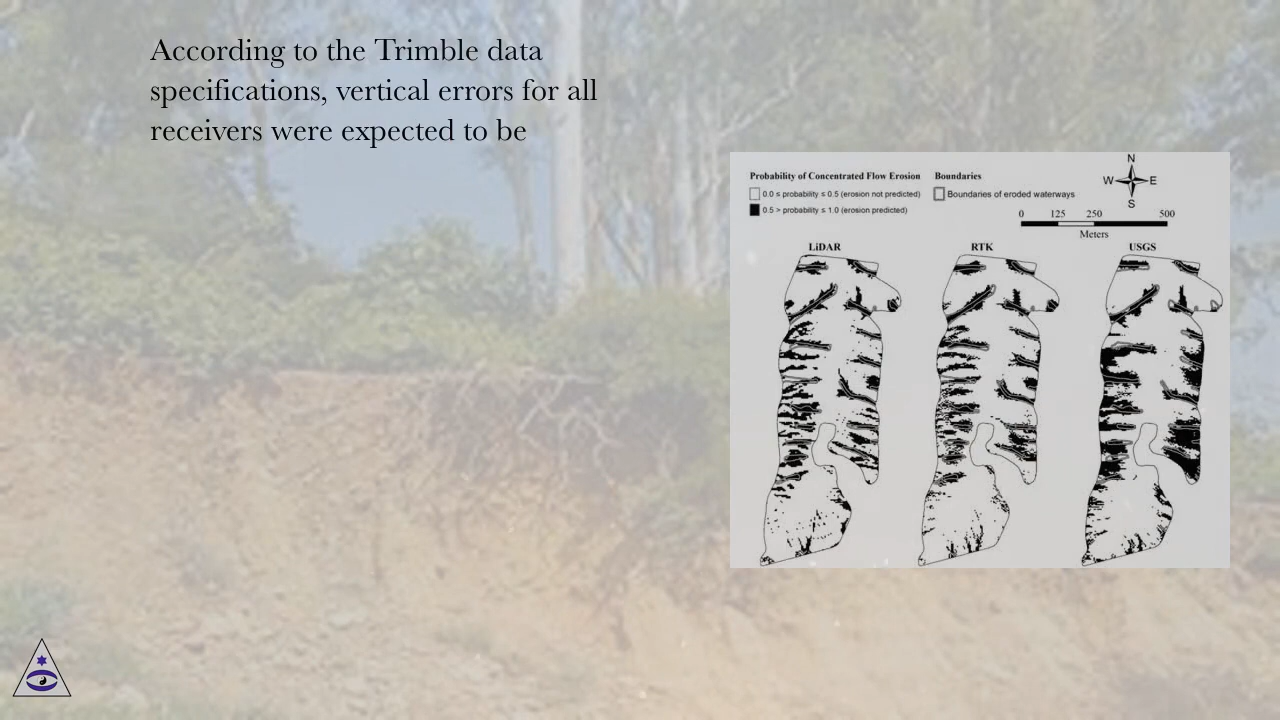 According to the Trimble data
specifications, vertical errors for all
receivers were expected to be
N
W E
S
Probability of Concentrated Flow Erosion
0.0 ≤ probability ≤ 0.5 (erosion not predicted)
0.5 > probability ≤ 1.0 (erosion predicted)
Boundaries
Boundaries of eroded waterways
0 125 250 500
Meters
LiDAR RTK USGS